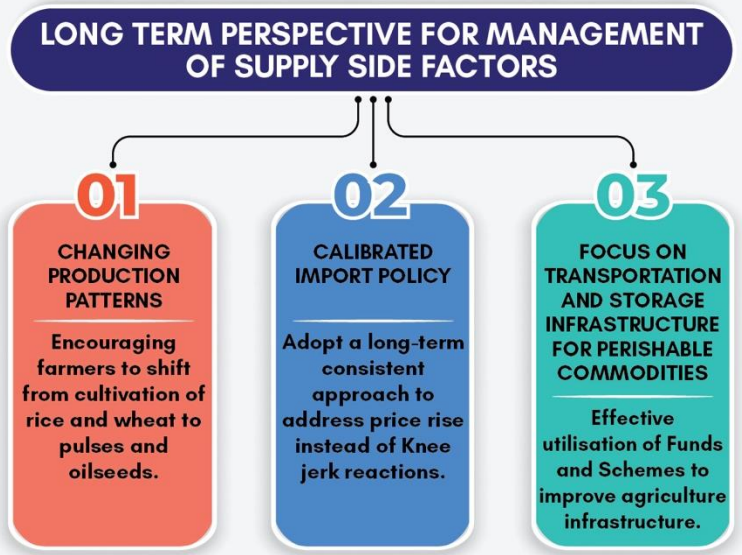 LONG TERM PERSPECTIVE FOR MANAGEMENT
OF SUPPLY SIDE FACTORS
01
CHANGING
PRODUCTION
PATTERNS
Encouraging
farmers to shift
from cultivation of
rice and wheat to
pulses and
oilseeds.
02
CALIBRATED
IMPORT POLICY
Adopt a long-term
consistent
approach to
address price rise
instead of Knee
jerk reactions.
03
FOCUS ON
TRANSPORTATION
AND STORAGE
INFRASTRUCTURE
FOR PERISHABLE
COMMODITIES
Effective
utilisation of Funds
and Schemes to
improve agriculture
infrastructure.